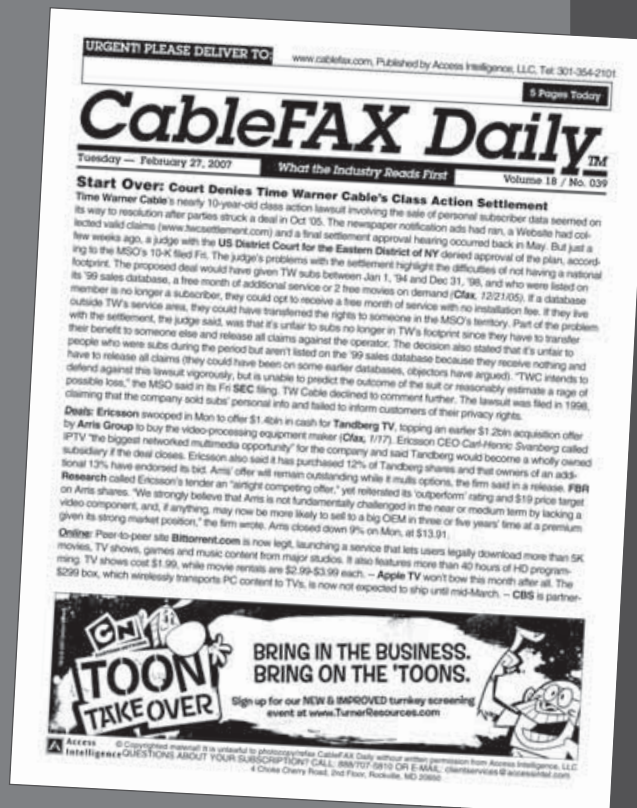 URGENT! PLEASE DELIVER TO:
www.cablefax.com, Published by Access Intelligence, LLC, Tel: 301-354-2101
5 Pages Today
CableFAX Daily™
Tuesday — February 27, 2007
What the Industry Reads First
Volume 18 / No. 039
Start Over: Court Denies Time Warner Cable's Class Action Settlement
Time Warner Cable's nearly 10-year-old class action lawsuit involving the sale of personal subscriber data seemed on
its way to resolution after parties struck a deal in Oct '05. The newspaper notification ads had ran, a Website had col-
lected valid claims (www.twcsettlement.com) and a final settlement approval hearing occurred back in May. But just a
few weeks ago, a judge with the US District Court for the Eastern District of NY denied approval of the plan, accord-
ing to the MSO's 10-K filed Fri. The judge's problems with the settlement highlight the difficulties of not having a national
footprint. The proposed deal would have given TW subs between Jan 1, '94 and Dec 31, '98, and who were listed on
its '99 sales database, a free month of additional service or 2 free movies on demand (Cfax, 12/21/05). If a database
member is no longer a subscriber, they could opt to receive a free month of service with no installation fee. If they live
outside TW's service area, they could have transferred the rights to someone in the MSO's territory. Part of the problem
with the settlement, the judge said, was that it's unfair to subs no longer in TW's footprint since they have to transfer
their benefit to someone else and release all claims against the operator. The decision also stated that it's unfair to
people who were subs during the period but aren't listed on the '99 sales database because they receive nothing and
have to release all claims (they could have been on some earlier databases, objectors have argued). "TWC intends to
defend against this lawsuit vigorously, but is unable to predict the outcome of the suit or reasonably estimate a rage of
possible loss," the MSO said in its Fri SEC filing. TW Cable declined to comment further. The lawsuit was filed in 1998,
claiming that the company sold subs' personal info and failed to inform customers of their privacy rights.
Deals: Ericsson swooped in Mon to offer $1.4bln in cash for Tandberg TV, topping an earlier $1.2bln acquisition offer
by Arris Group to buy the video-processing equipment maker (Cfax, 1/17). Ericsson CEO Carl-Henric Svanberg called
IPTV "the biggest networked multimedia opportunity" for the company and said Tandberg would become a wholly owned
subsidiary if the deal closes. Ericsson also said it has purchased 12% of Tandberg shares and that owners of an addi-
tional 13% have endorsed its bid. Arris' offer will remain outstanding while it mulls options, the firm said in a release. FBR
Research called Ericsson's tender an "airtight competing offer," yet reiterated its 'outperform' rating and $19 price target
on Arris shares. "We strongly believe that Arris is not fundamentally challenged in the near or medium term by lacking a
video component, and, if anything, may now be more likely to sell to a big OEM in three or five years' time at a premium
given its strong market position," the firm wrote. Arris closed down 9% on Mon, at $13.91.
Online: Peer-to-peer site Bittorrent.com is now legit, launching a service that lets users legally download more than 5K
movies, TV shows, games and music content from major studios. It also features more than 40 hours of HD program-
ming. TV shows cost $1.99, while movie rentals are $2.99-$3.99 each. -- Apple TV won't bow this month after all. The
$299 box, which wirelessly transports PC content to TVs, is now not expected to ship until mid-March. -- CBS is partner-
CN
TOON
TAKEOVER
BRING IN THE BUSINESS.
BRING ON THE 'TOONS.
Sign up for our NEW & IMPROVED turnkey screening
event at www.TurnerResources.com
Access
Intelligence
© Copyrighted material! It is unlawful to photocopy/refax CableFAX Daily without written permission from Access Intelligence, LLC
QUESTIONS ABOUT YOUR SUBSCRIPTION? CALL: 888/707-5810 OR E-MAIL: clientservices@accessintel.com
4 Choke Cherry Road, 2nd Floor, Rockville, MD 20850